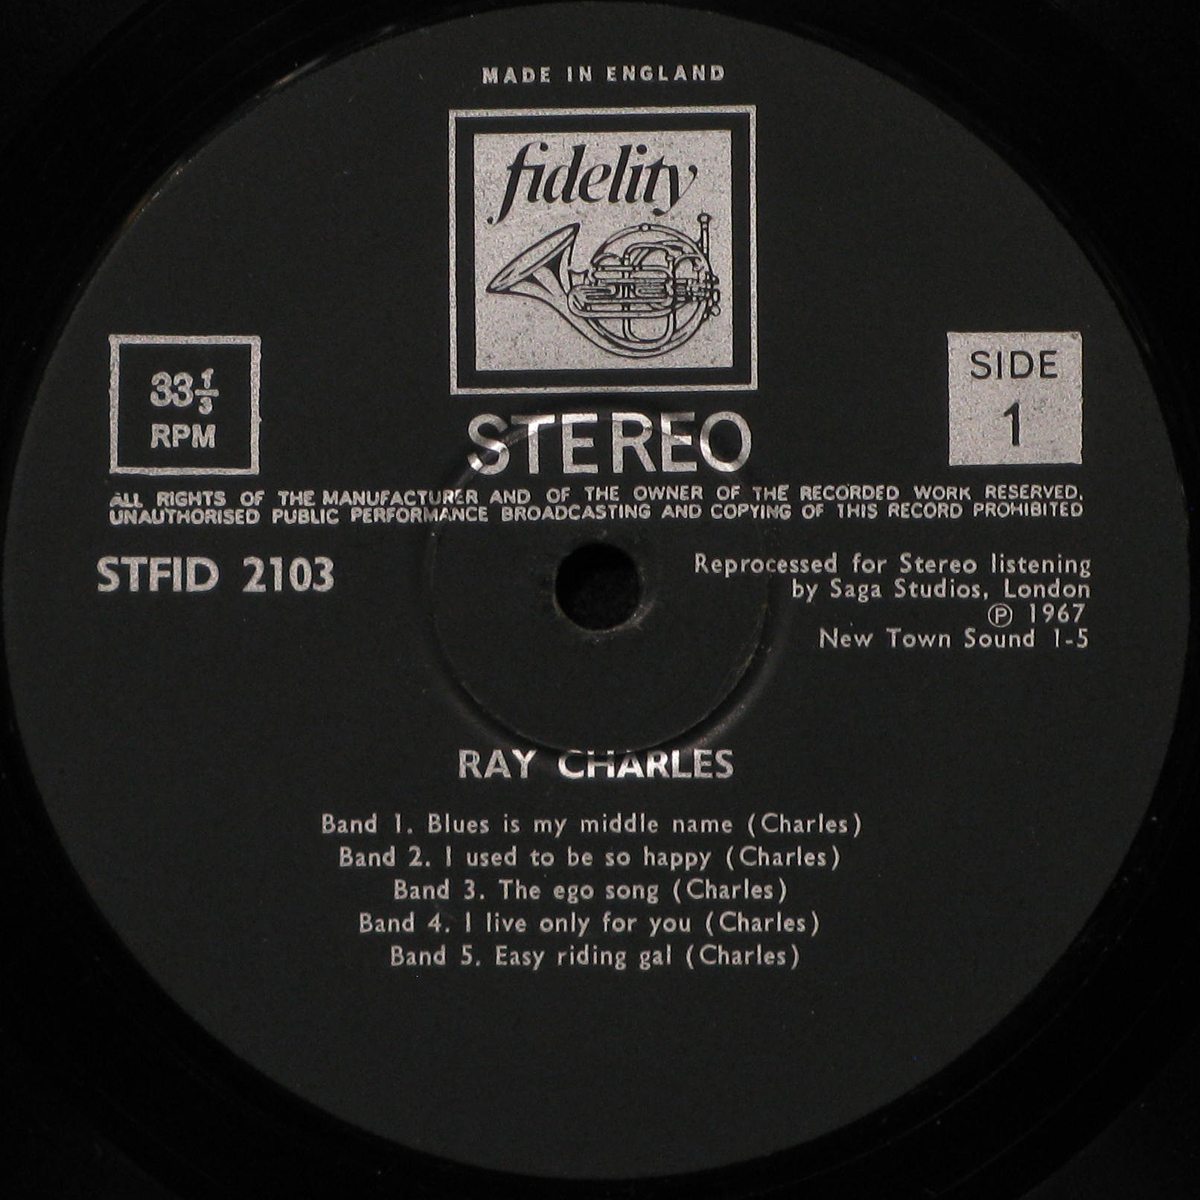 MADE IN ENGLAND
fidelity
33⅓
RPM
SIDE
1
STEREO
ALL RIGHTS OF THE MANUFACTURER AND OF THE OWNER OF THE RECORDED WORK RESERVED,
UNAUTHORISED PUBLIC PERFORMANCE BROADCASTING AND COPYING OF THIS RECORD PROHIBITED
STFID 2103
Reprocessed for Stereo listening
by Saga Studios, London
℗ 1967
New Town Sound 1-5
RAY CHARLES
Band 1. Blues is my middle name (Charles)
Band 2. I used to be so happy (Charles)
Band 3. The ego song (Charles)
Band 4. I live only for you (Charles)
Band 5. Easy riding gal (Charles)